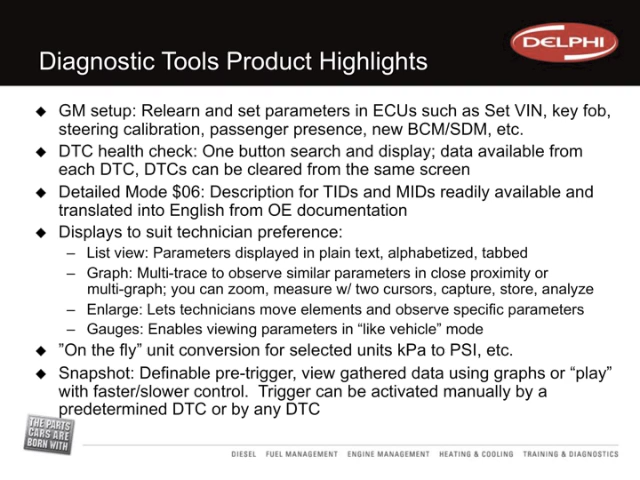 DELPHI
Diagnostic Tools Product Highlights
◆ GM setup: Relearn and set parameters in ECUs such as Set VIN, key fob,
steering calibration, passenger presence, new BCM/SDM, etc.
◆ DTC health check: One button search and display; data available from
each DTC, DTCs can be cleared from the same screen
◆ Detailed Mode $06: Description for TIDs and MIDs readily available and
translated into English from OE documentation
◆ Displays to suit technician preference:
– List view: Parameters displayed in plain text, alphabetized, tabbed
– Graph: Multi-trace to observe similar parameters in close proximity or
multi-graph; you can zoom, measure w/ two cursors, capture, store, analyze
– Enlarge: Lets technicians move elements and observe specific parameters
– Gauges: Enables viewing parameters in “like vehicle” mode
◆ ”On the fly” unit conversion for selected units kPa to PSI, etc.
◆ Snapshot: Definable pre-trigger, view gathered data using graphs or “play”
with faster/slower control.  Trigger can be activated manually by a
predetermined DTC or by any DTC
THE PARTS
CARS ARE
BORN WITH
DIESEL FUEL MANAGEMENT ENGINE MANAGEMENT HEATING & COOLING TRAINING & DIAGNOSTICS